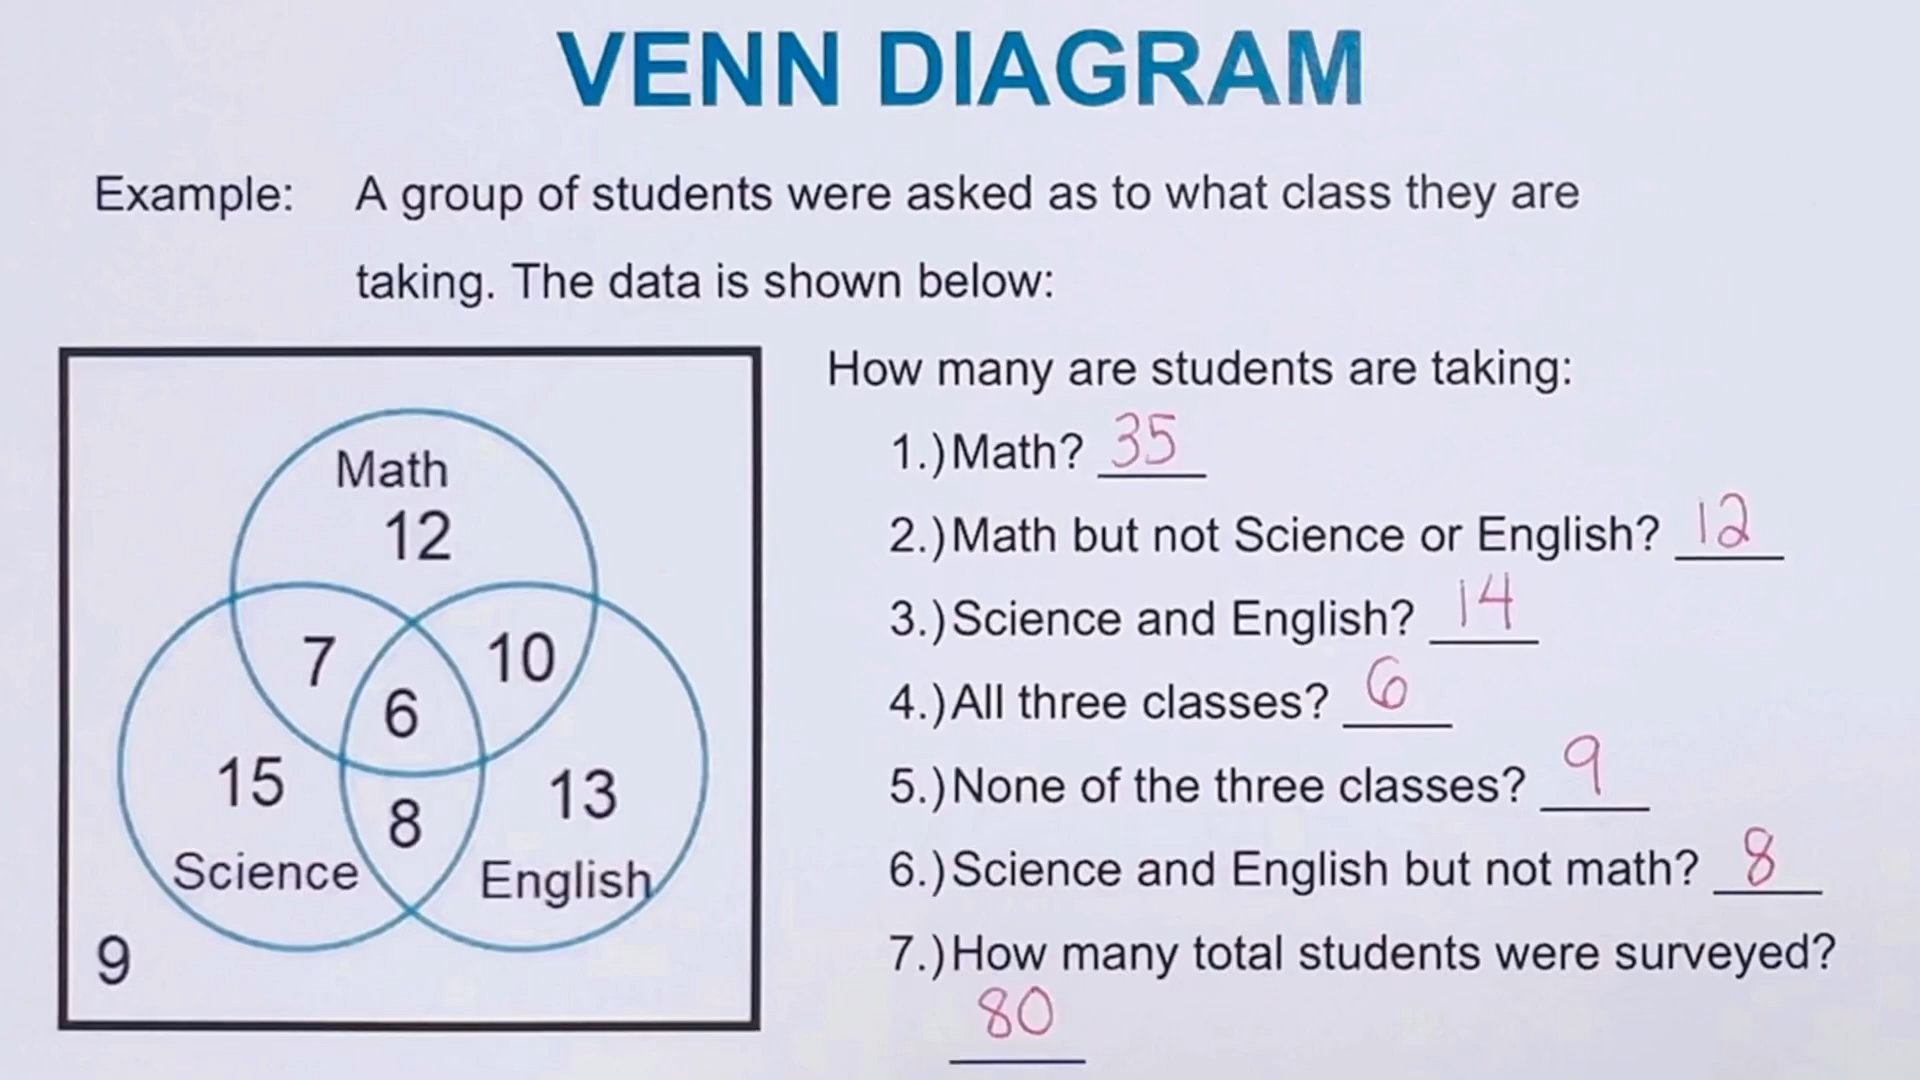 VENN DIAGRAM
Example: A group of students were asked as to what class they are
taking. The data is shown below:
How many are students are taking:
1.) Math? 35
2.) Math but not Science or English? 12
3.) Science and English? 14
4.) All three classes? 6
5.) None of the three classes? 9
6.) Science and English but not math? 8
7.) How many total students were surveyed?
80
Math
12
7
10
6
15
13
8
Science
English
9